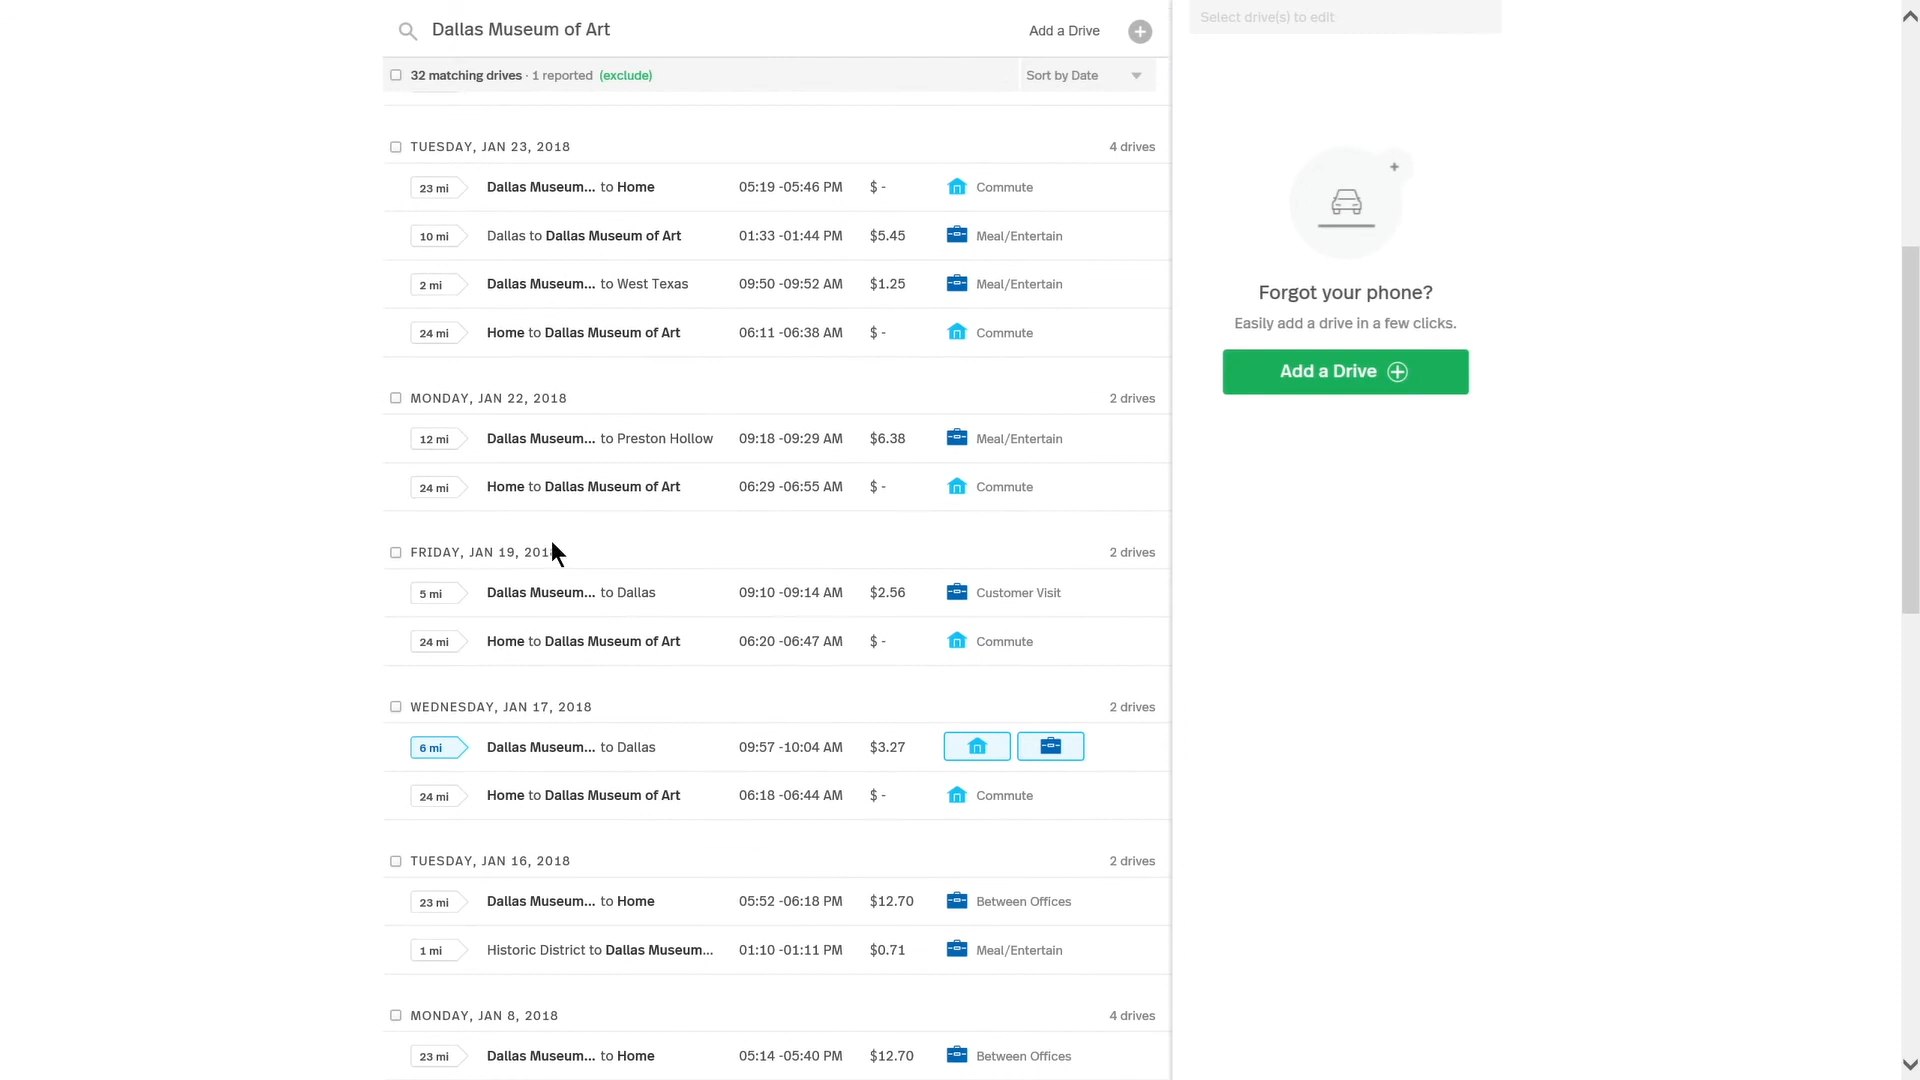 Dallas Museum of Art
Add a Drive
Select drive(s) to edit
32 matching drives · 1 reported (exclude)
Sort by Date
TUESDAY, JAN 23, 2018 4 drives
23 mi Dallas Museum... to Home 05:19 -05:46 PM $ - Commute
10 mi Dallas to Dallas Museum of Art 01:33 -01:44 PM $5.45 Meal/Entertain
2 mi Dallas Museum... to West Texas 09:50 -09:52 AM $1.25 Meal/Entertain
24 mi Home to Dallas Museum of Art 06:11 -06:38 AM $ - Commute
MONDAY, JAN 22, 2018 2 drives
12 mi Dallas Museum... to Preston Hollow 09:18 -09:29 AM $6.38 Meal/Entertain
24 mi Home to Dallas Museum of Art 06:29 -06:55 AM $ - Commute
FRIDAY, JAN 19, 2018 2 drives
5 mi Dallas Museum... to Dallas 09:10 -09:14 AM $2.56 Customer Visit
24 mi Home to Dallas Museum of Art 06:20 -06:47 AM $ - Commute
WEDNESDAY, JAN 17, 2018 2 drives
6 mi Dallas Museum... to Dallas 09:57 -10:04 AM $3.27
24 mi Home to Dallas Museum of Art 06:18 -06:44 AM $ - Commute
TUESDAY, JAN 16, 2018 2 drives
23 mi Dallas Museum... to Home 05:52 -06:18 PM $12.70 Between Offices
1 mi Historic District to Dallas Museum... 01:10 -01:11 PM $0.71 Meal/Entertain
MONDAY, JAN 8, 2018 4 drives
23 mi Dallas Museum... to Home 05:14 -05:40 PM $12.70 Between Offices
Forgot your phone?
Easily add a drive in a few clicks.
Add a Drive